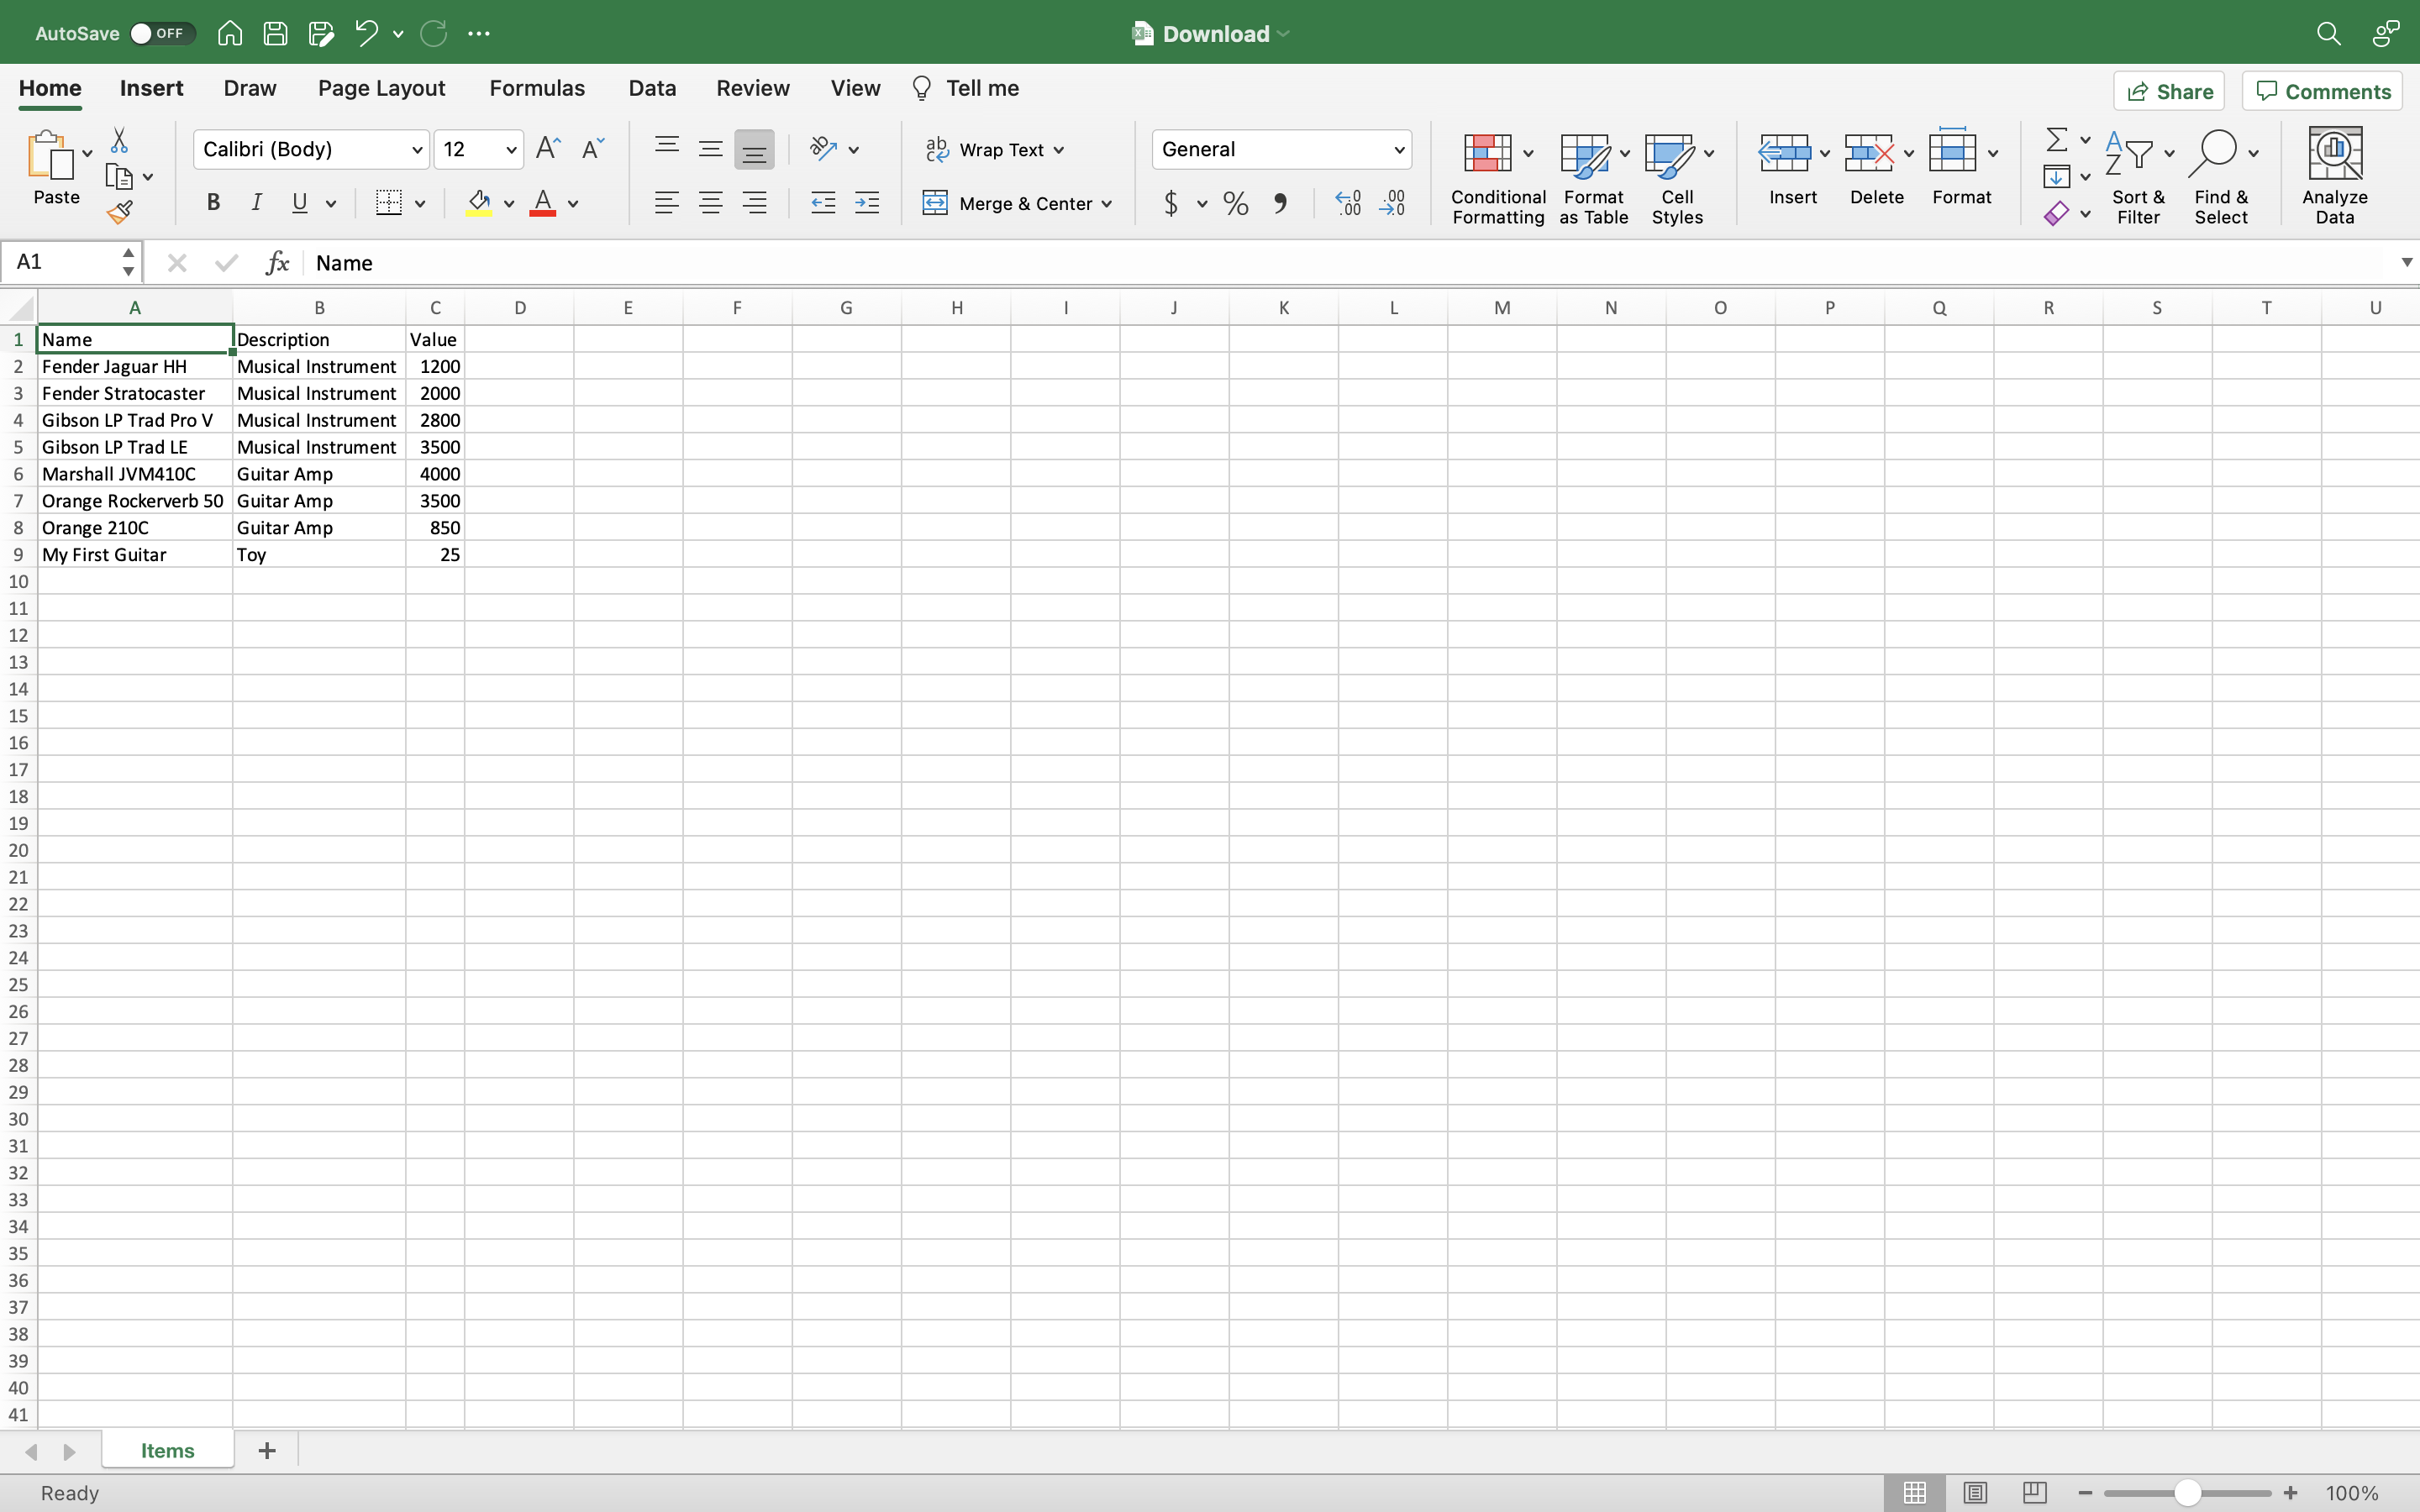 AutoSave OFF Download
Home Insert Draw Page Layout Formulas Data Review View Tell me Share Comments
Paste Calibri (Body) 12 Wrap Text General
B I U Merge & Center $ % Conditional Formatting Format as Table Cell Styles Insert Delete Format Sort & Filter Find & Select Analyze Data
A1 fx Name
A B C D E F G H I J K L M N O P Q R S T U
1 Name Description Value
2 Fender Jaguar HH Musical Instrument 1200
3 Fender Stratocaster Musical Instrument 2000
4 Gibson LP Trad Pro V Musical Instrument 2800
5 Gibson LP Trad LE Musical Instrument 3500
6 Marshall JVM410C Guitar Amp 4000
7 Orange Rockerverb 50 Guitar Amp 3500
8 Orange 210C Guitar Amp 850
9 My First Guitar Toy 25
10
11
12
13
14
15
16
17
18
19
20
21
22
23
24
25
26
27
28
29
30
31
32
33
34
35
36
37
38
39
40
41
Items
Ready 100%